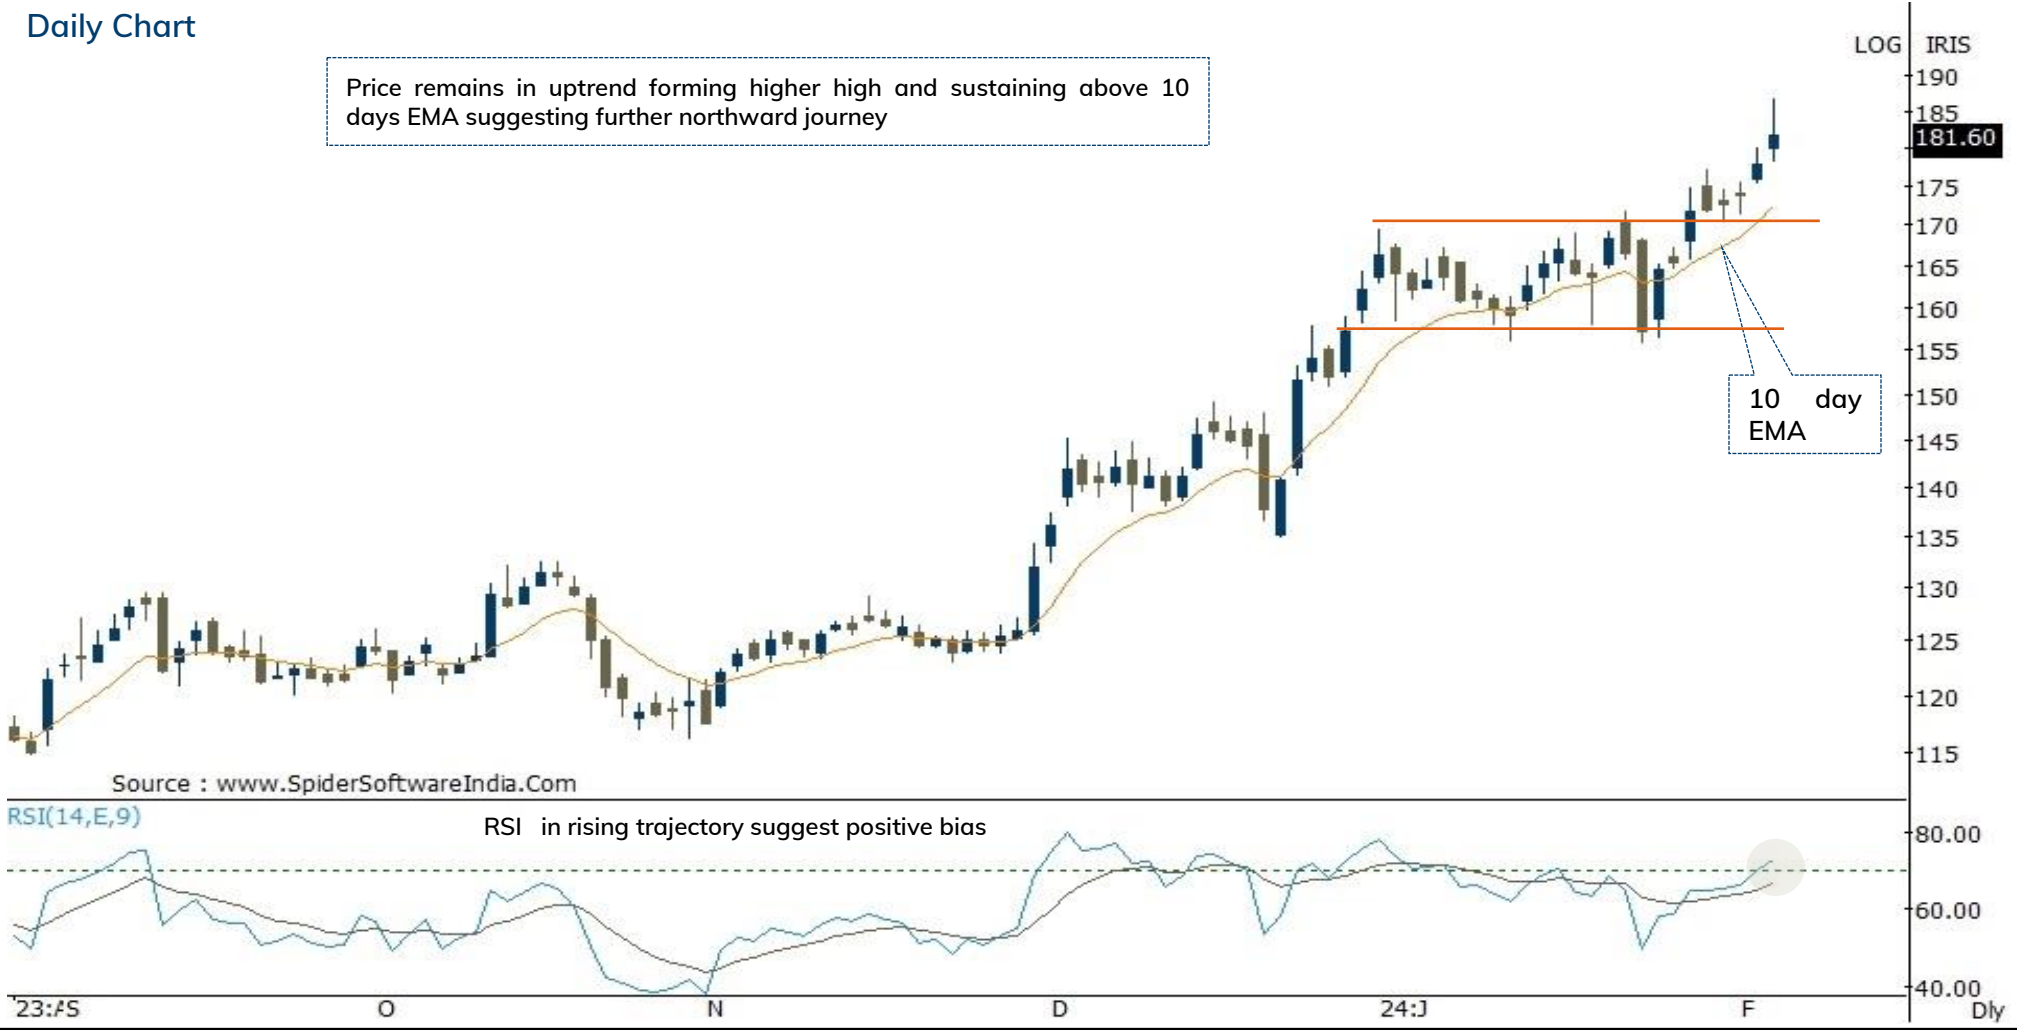 Daily Chart
LOG IRIS
Price remains in uptrend forming higher high and sustaining above 10
days EMA suggesting further northward journey
190
185
181.60
175
170
165
160
155
150
145
140
135
130
125
120
115
10 day
EMA
Source : www.SpiderSoftwareIndia.Com
RSI(14,E,9)
RSI in rising trajectory suggest positive bias
80.00
60.00
40.00
O N D 24:J F Dly